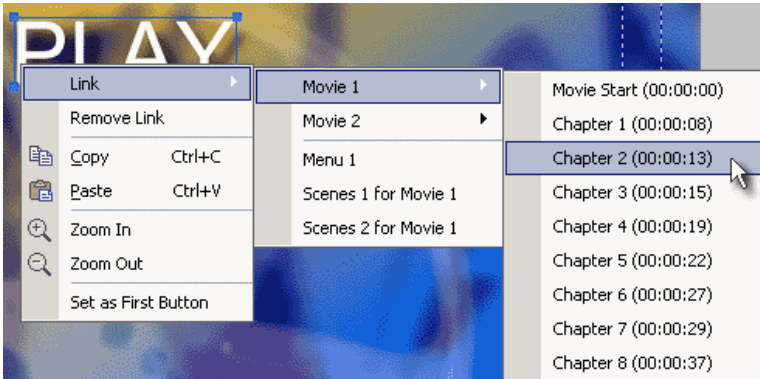 PLAY
Link
Remove Link
Copy Ctrl+C
Paste Ctrl+V
Zoom In
Zoom Out
Set as First Button
Movie 1
Movie 2
Menu 1
Scenes 1 for Movie 1
Scenes 2 for Movie 1
Movie Start (00:00:00)
Chapter 1 (00:00:08)
Chapter 2 (00:00:13)
Chapter 3 (00:00:15)
Chapter 4 (00:00:19)
Chapter 5 (00:00:22)
Chapter 6 (00:00:27)
Chapter 7 (00:00:29)
Chapter 8 (00:00:37)